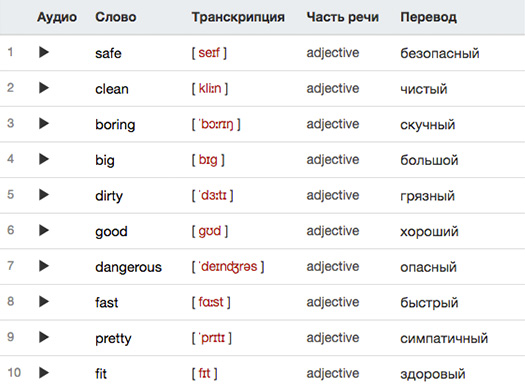 Аудио Слово Транскрипция Часть речи Перевод
1 safe [ seɪf ] adjective безопасный
2 clean [ kliːn ] adjective чистый
3 boring [ ˈbɔːrɪŋ ] adjective скучный
4 big [ bɪg ] adjective большой
5 dirty [ ˈdɜːtɪ ] adjective грязный
6 good [ gʊd ] adjective хороший
7 dangerous [ ˈdeɪnʤrəs ] adjective опасный
8 fast [ fɑːst ] adjective быстрый
9 pretty [ ˈprɪtɪ ] adjective симпатичный
10 fit [ fɪt ] adjective здоровый